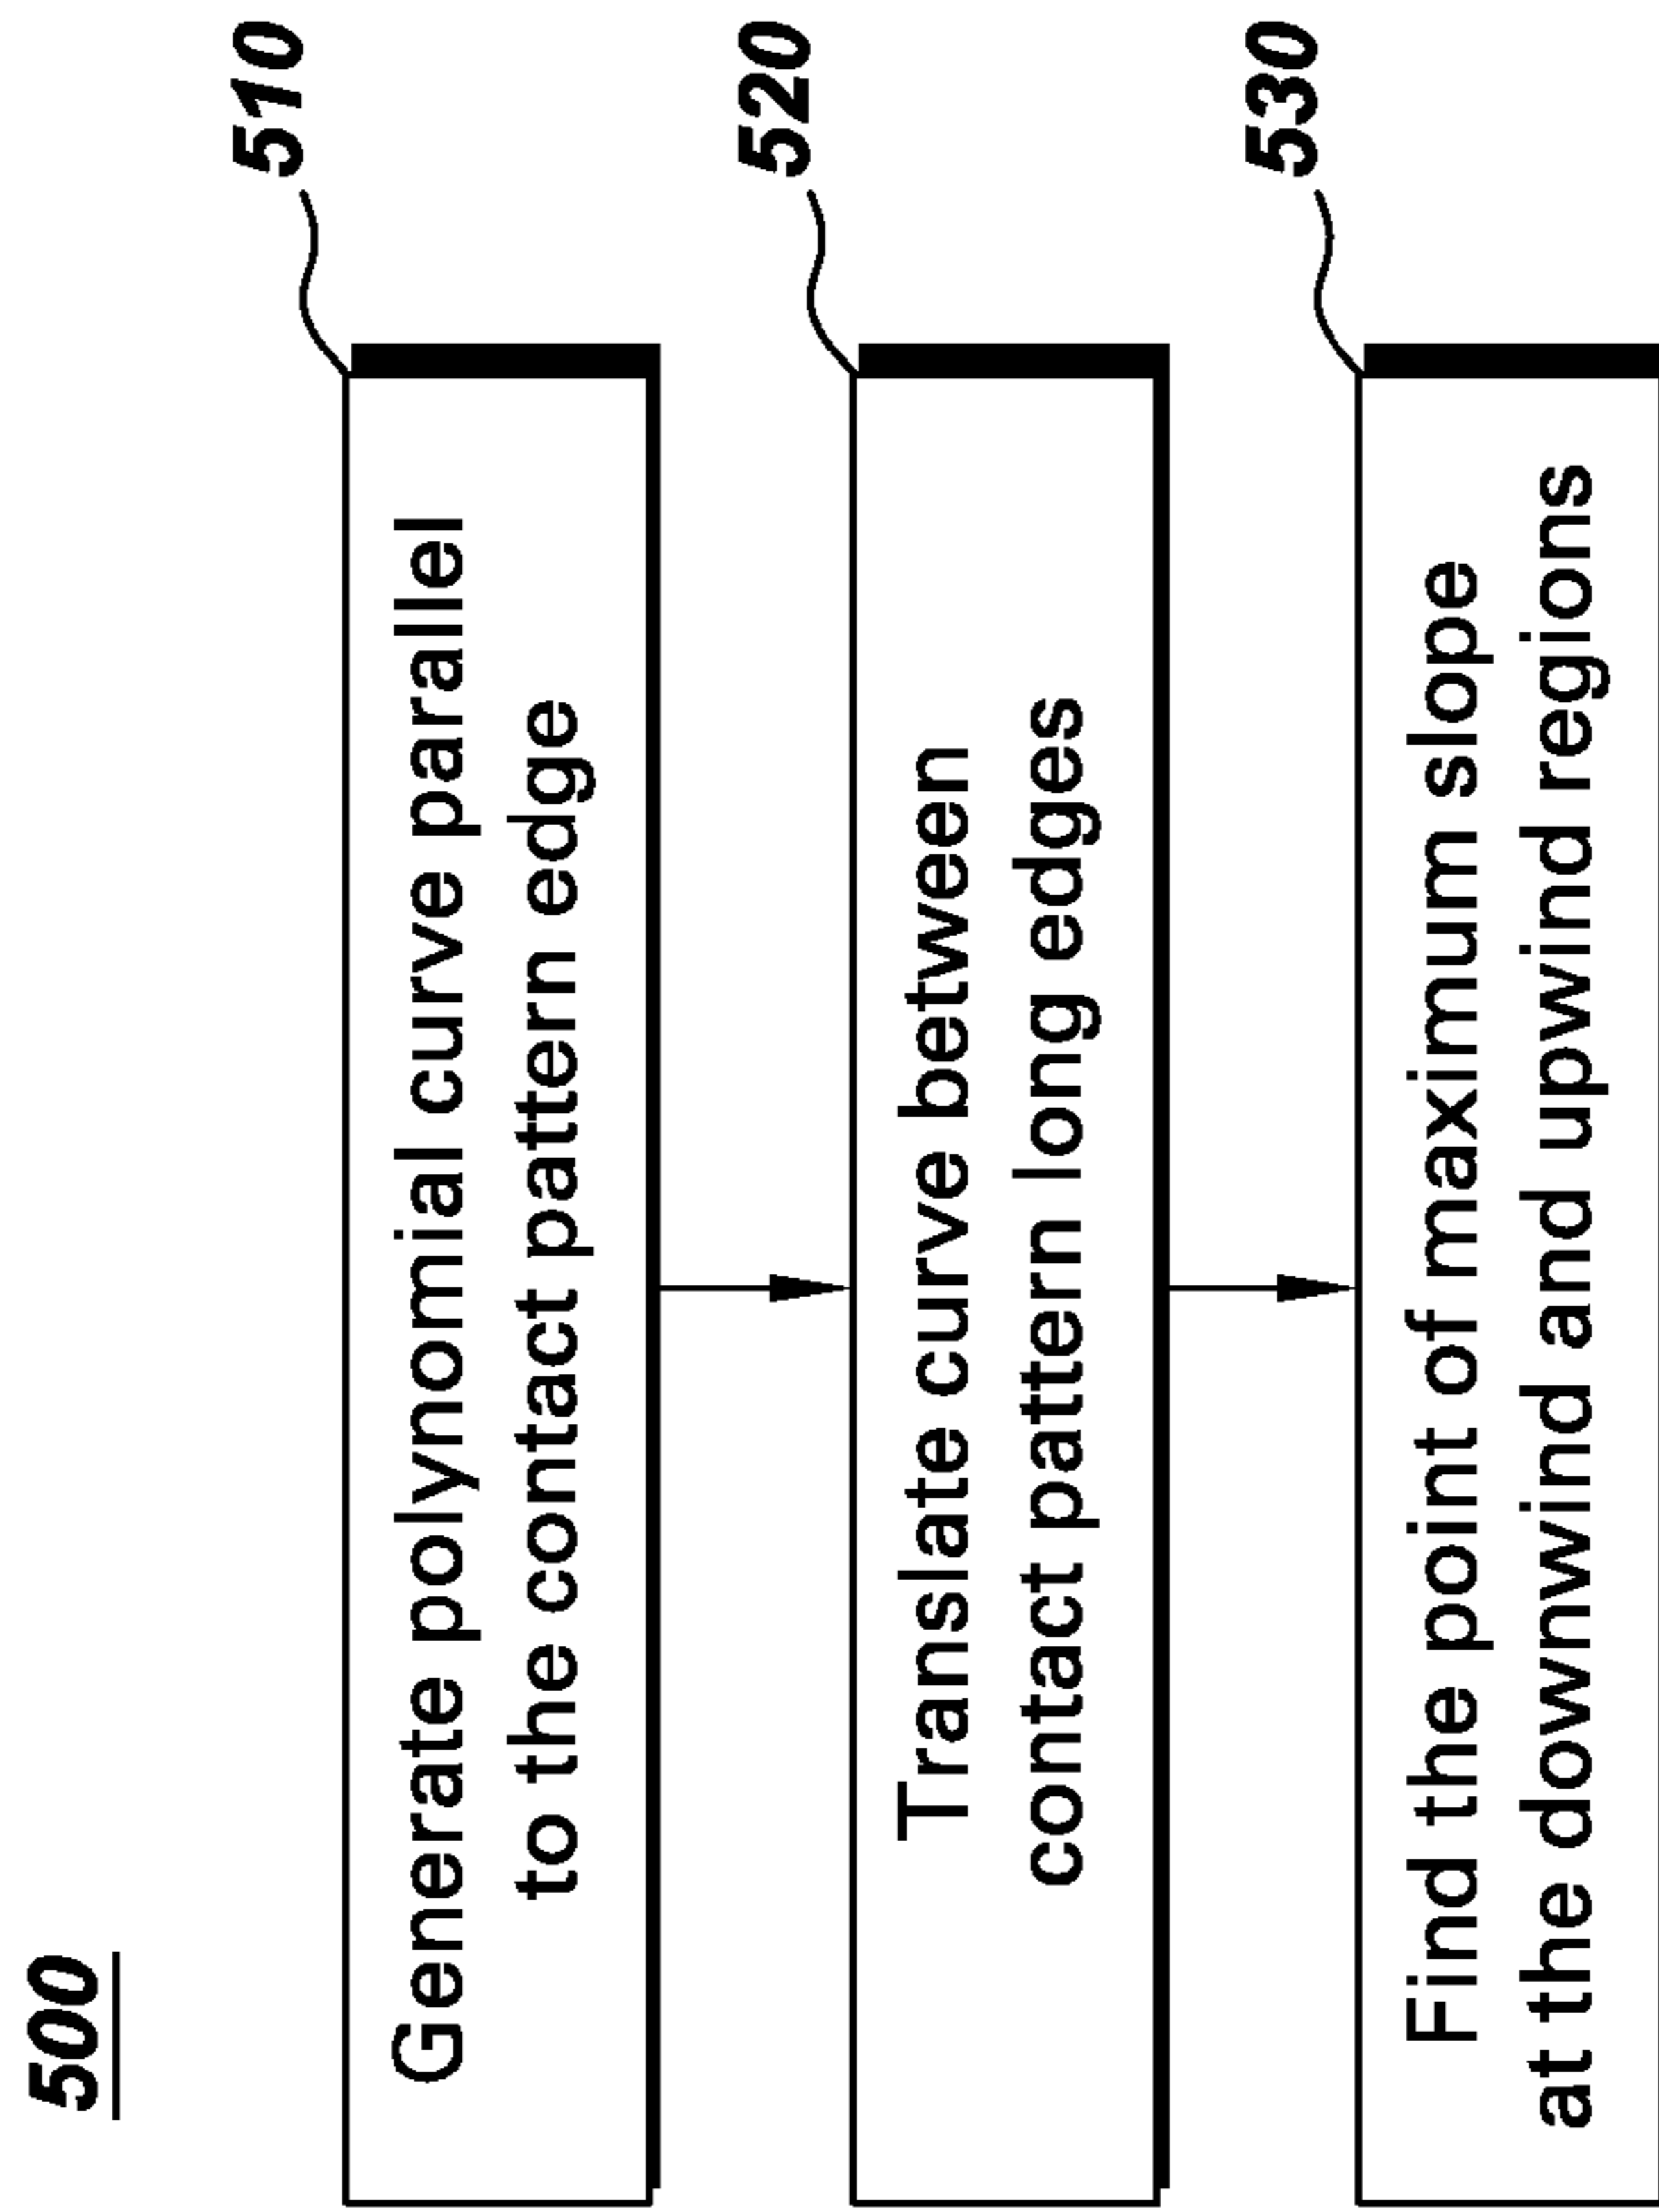 500
510
Generate polynomial curve parallel
to the contact pattern edge
520
Translate curve between
contact pattern long edges
530
Find the point of maximum slope
at the downwind and upwind regions